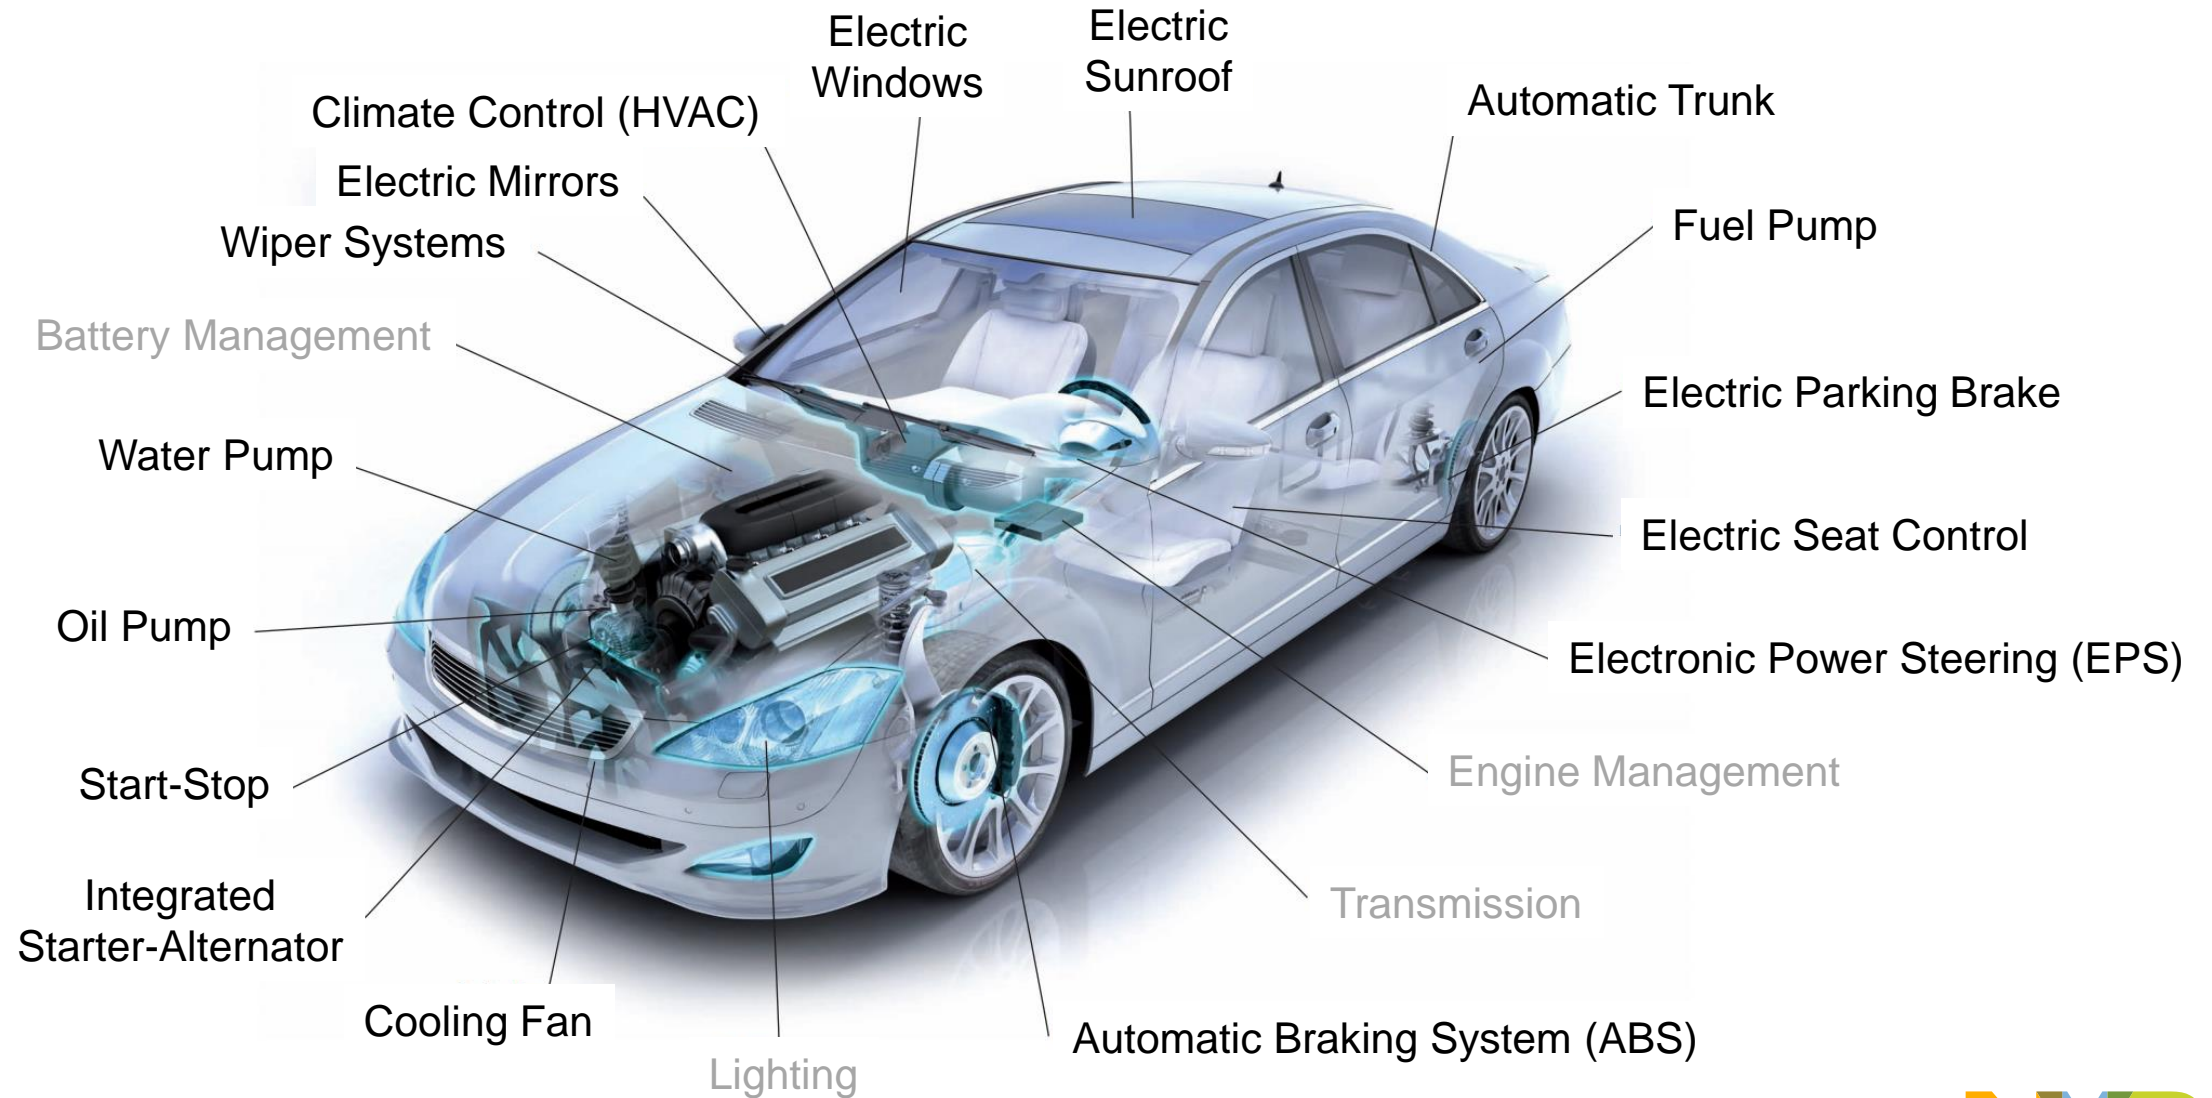 Electric
Windows
Electric
Sunroof
Climate Control (HVAC)
Automatic Trunk
Electric Mirrors
Wiper Systems
Fuel Pump
Battery Management
Electric Parking Brake
Water Pump
Electric Seat Control
Oil Pump
Electronic Power Steering (EPS)
Start-Stop
Engine Management
Integrated
Starter-Alternator
Transmission
Cooling Fan
Automatic Braking System (ABS)
Lighting